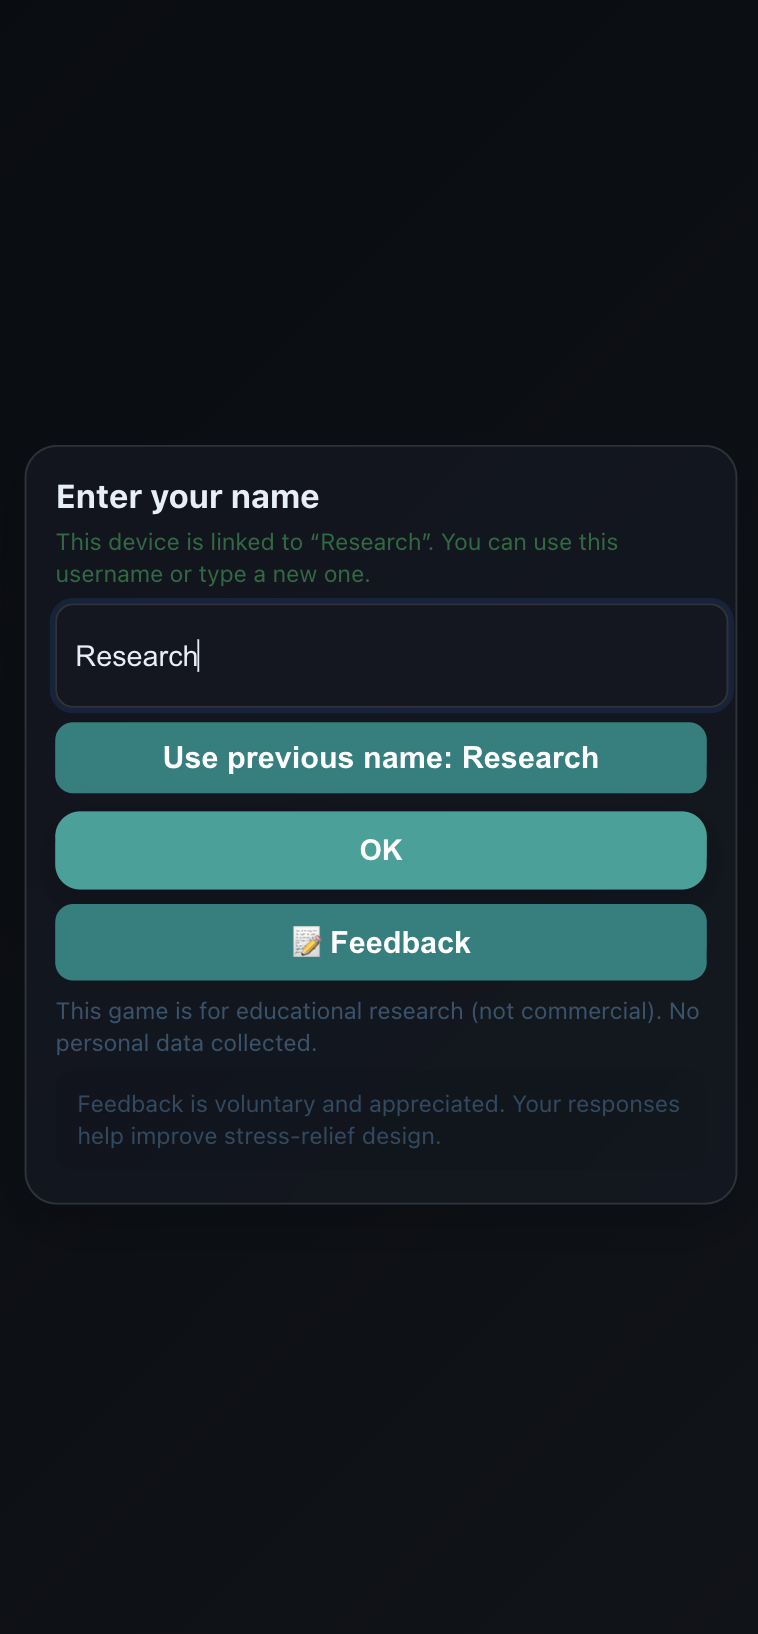 Enter your name
This device is linked to “Research”. You can use this
username or type a new one.
Research
Use previous name: Research
OK
📝 Feedback
This game is for educational research (not commercial). No
personal data collected.
Feedback is voluntary and appreciated. Your responses
help improve stress-relief design.